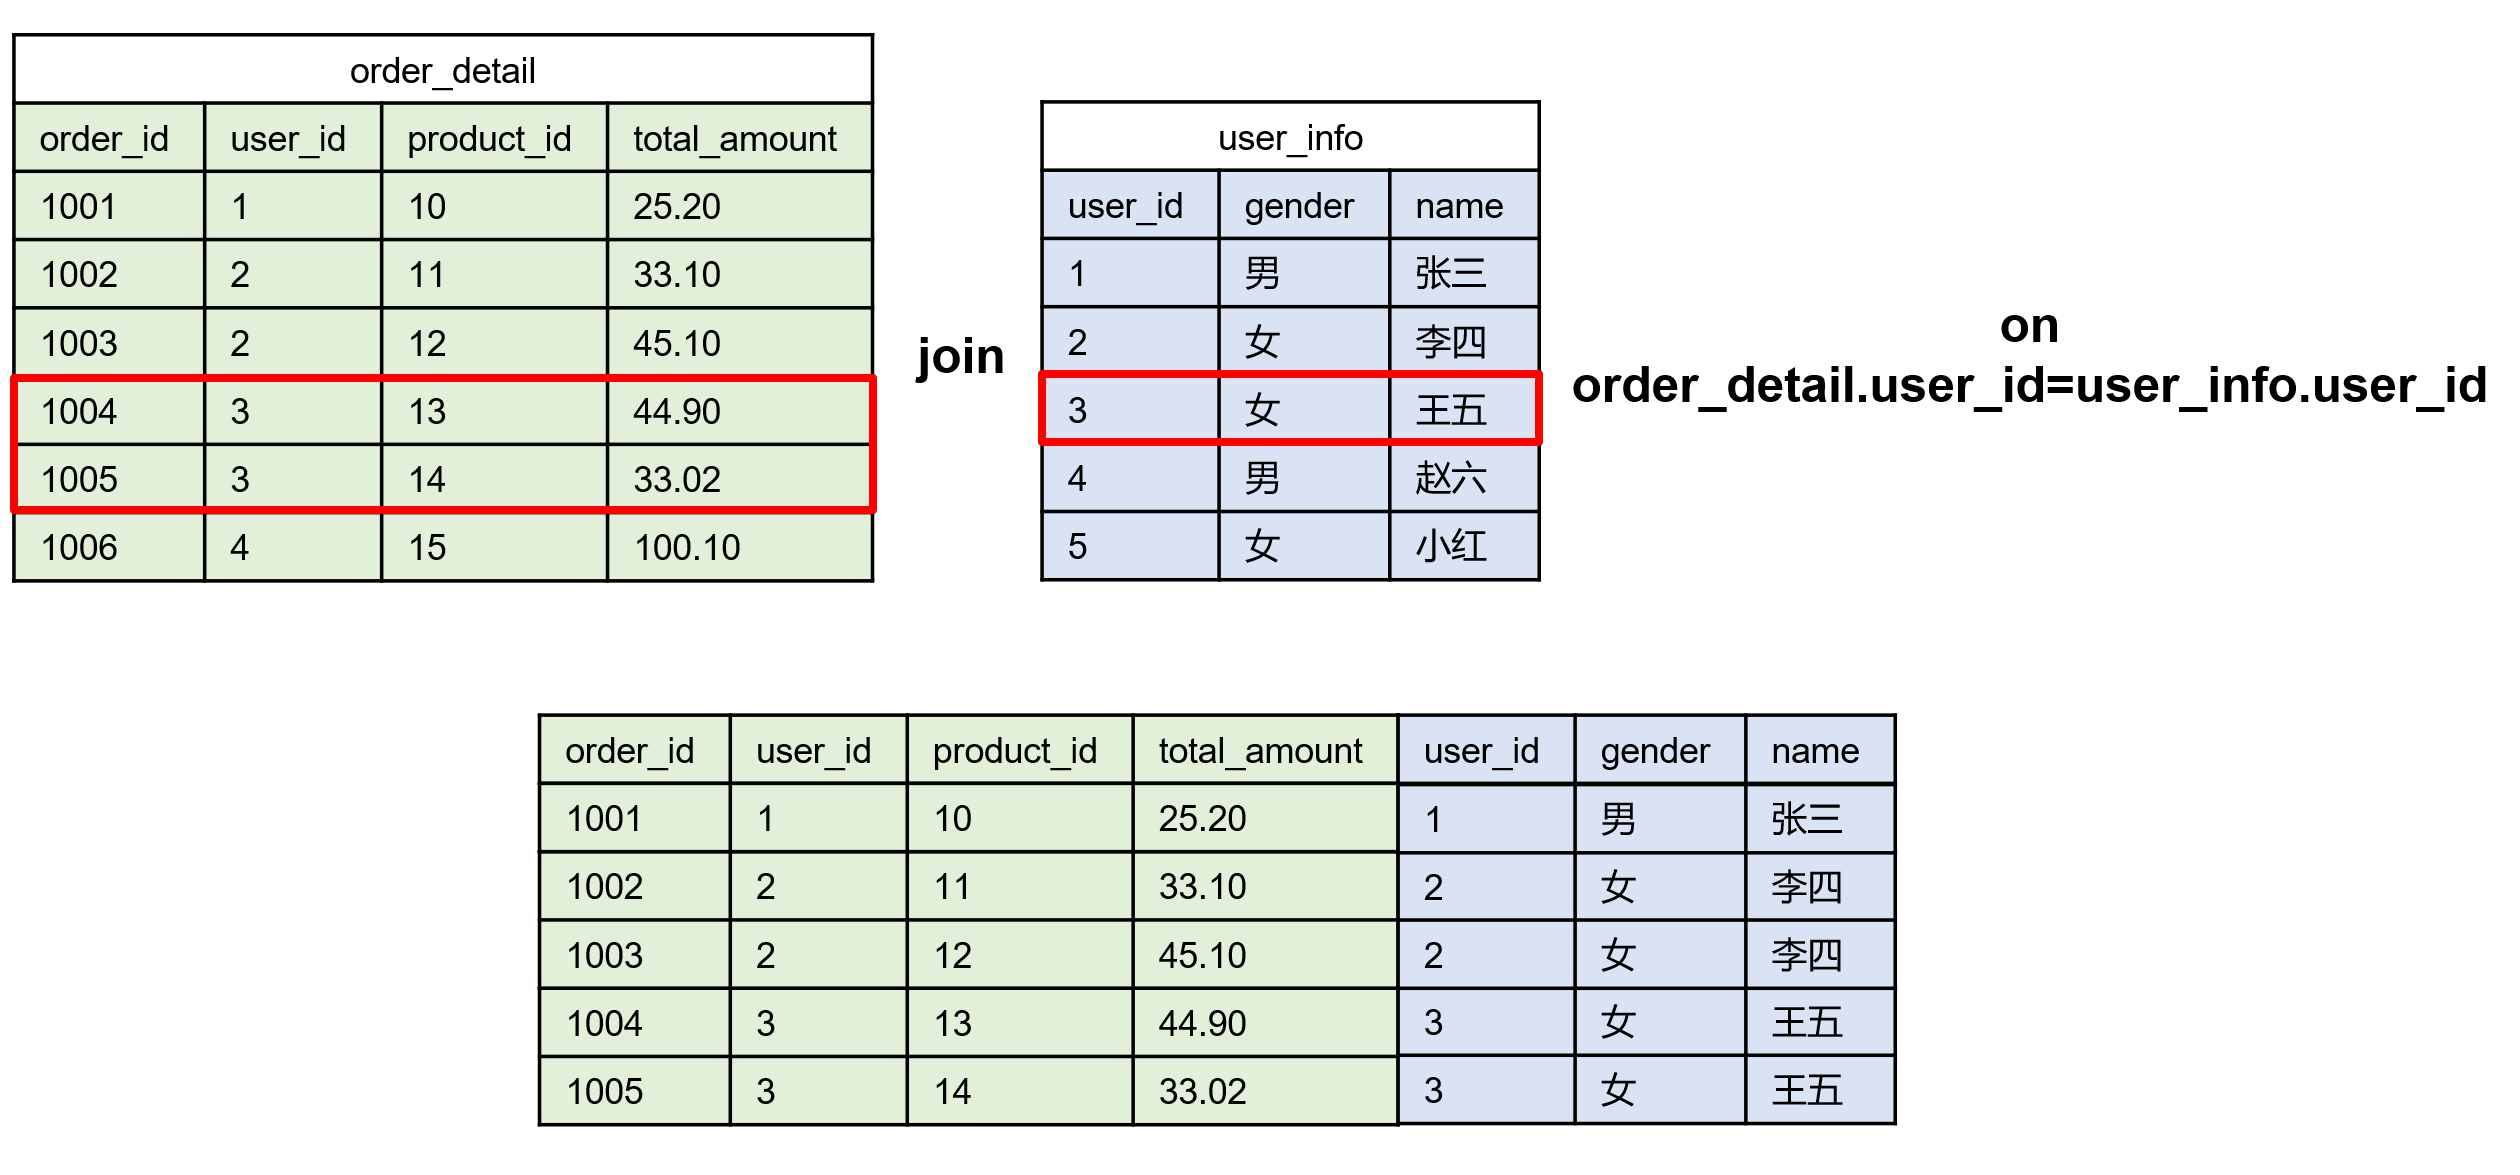 order_detail
order_id user_id product_id total_amount
1001 1 10 25.20
1002 2 11 33.10
1003 2 12 45.10
1004 3 13 44.90
1005 3 14 33.02
1006 4 15 100.10
join
user_info
user_id gender name
1 男 张三
2 女 李四
3 女 王五
4 男 赵六
5 女 小红
on
order_detail.user_id=user_info.user_id
order_id user_id product_id total_amount user_id gender name
1001 1 10 25.20 1 男 张三
1002 2 11 33.10 2 女 李四
1003 2 12 45.10 2 女 李四
1004 3 13 44.90 3 女 王五
1005 3 14 33.02 3 女 王五